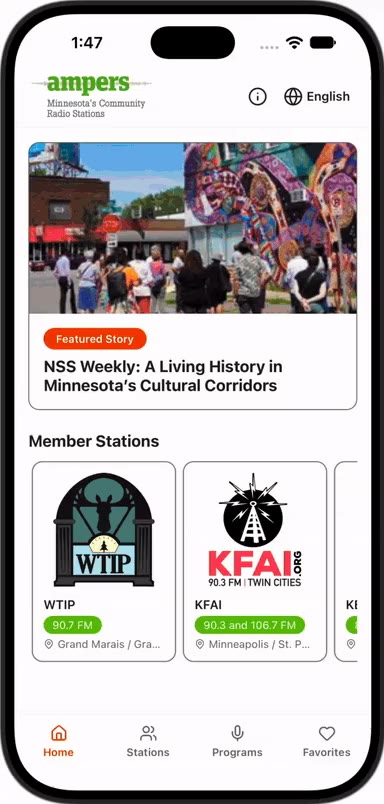 1:47
ampers
Minnesota's Community
Radio Stations
English
Featured Story
NSS Weekly: A Living History in
Minnesota's Cultural Corridors
Member Stations
WTIP
KFAI.ORG
90.3 FM | TWIN CITIES
WTIP
KFAI
90.7 FM
90.3 and 106.7 FM
Grand Marais / Gra...
Minneapolis / St. P...
Home
Stations
Programs
Favorites